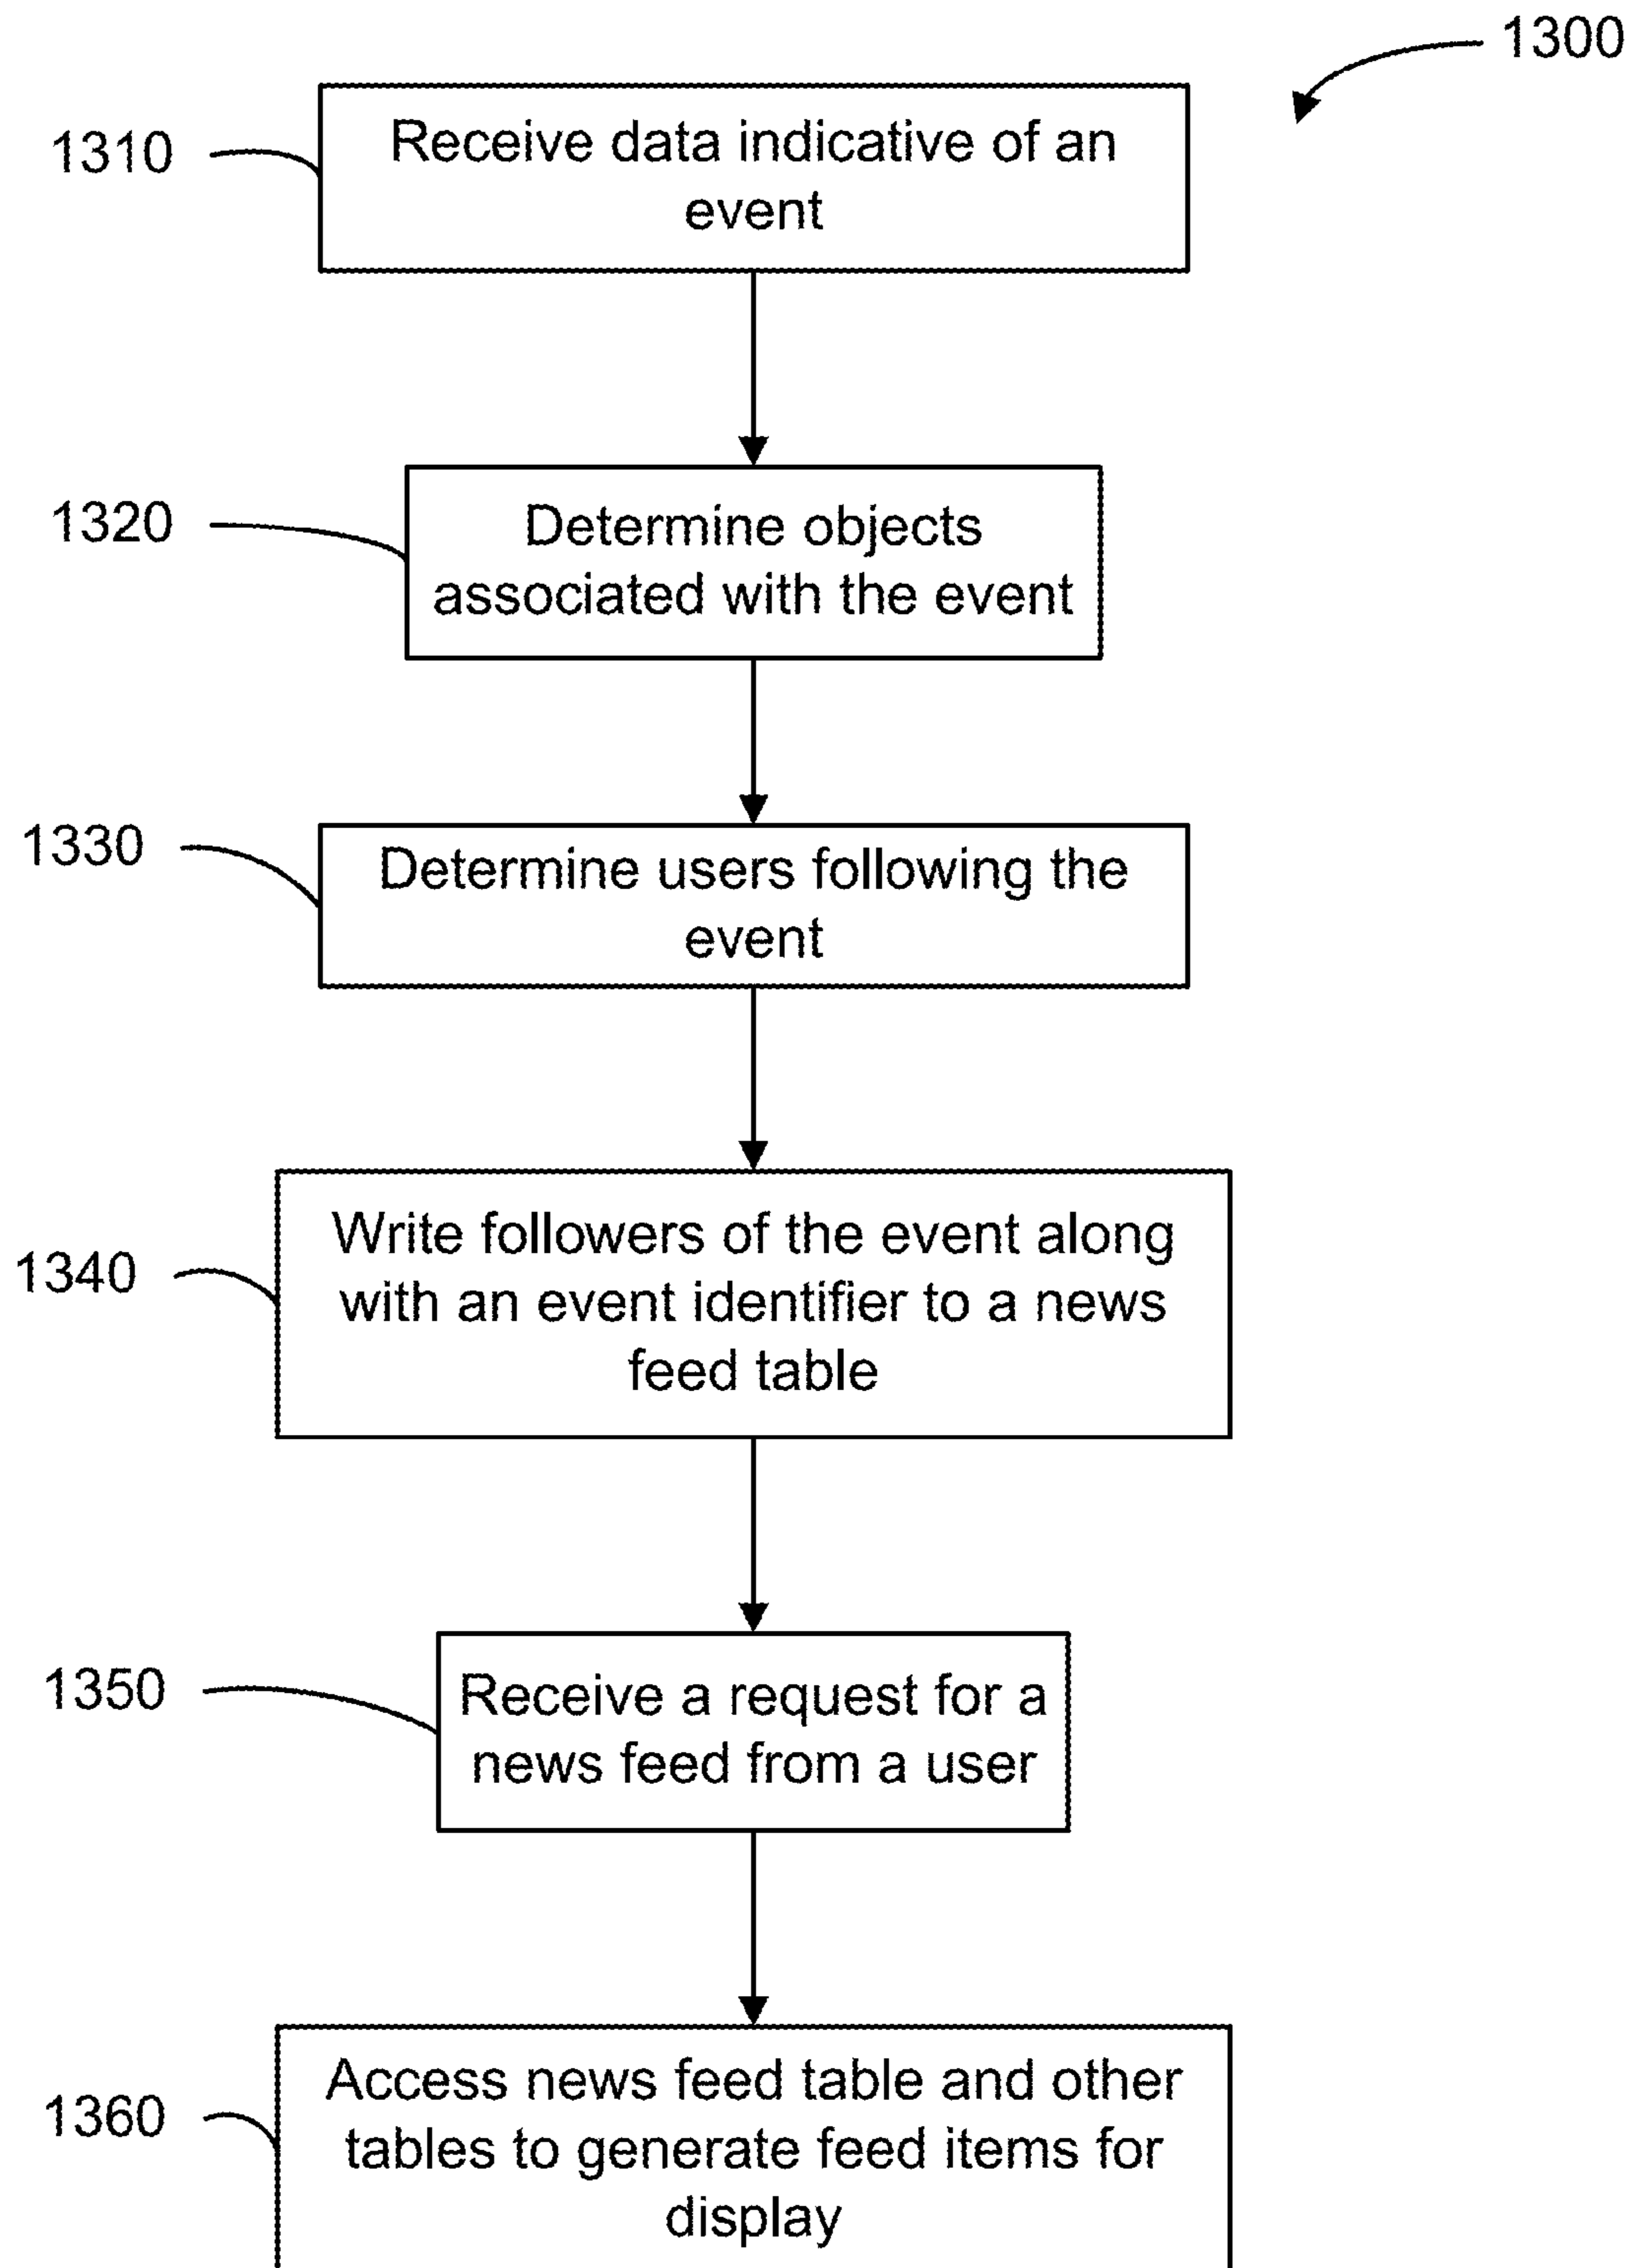 1300
1310
Receive data indicative of an
event
1320
Determine objects
associated with the event
1330
Determine users following the
event
1340
Write followers of the event along
with an event identifier to a news
feed table
1350
Receive a request for a
news feed from a user
1360
Access news feed table and other
tables to generate feed items for
display